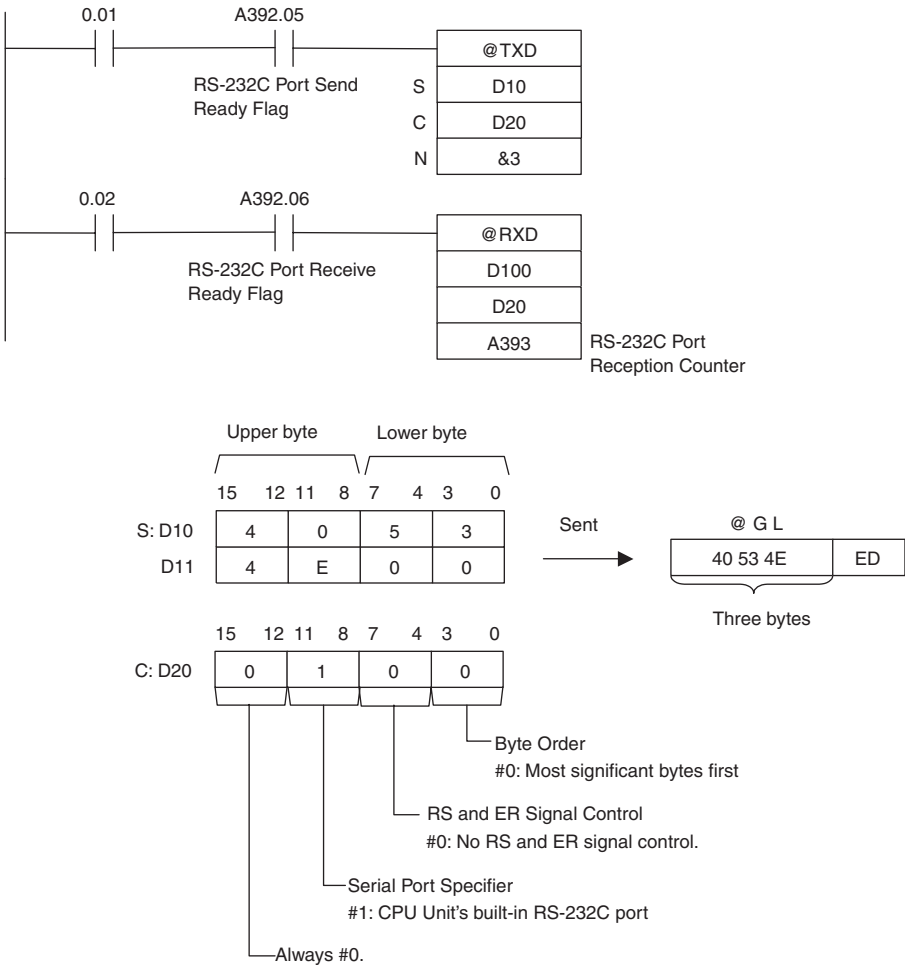 0.01 A392.05
@TXD
RS-232C Port Send
Ready Flag
S D10
C D20
N &3
0.02 A392.06
@RXD
RS-232C Port Receive
Ready Flag
D100
D20
A393 RS-232C Port
Reception Counter
Upper byte Lower byte
15 12 11 8 7 4 3 0
S: D10 4 0 5 3
D11 4 E 0 0
Sent
@ G L
40 53 4E ED
Three bytes
15 12 11 8 7 4 3 0
C: D20 0 1 0 0
Byte Order
#0: Most significant bytes first
RS and ER Signal Control
#0: No RS and ER signal control.
Serial Port Specifier
#1: CPU Unit's built-in RS-232C port
Always #0.